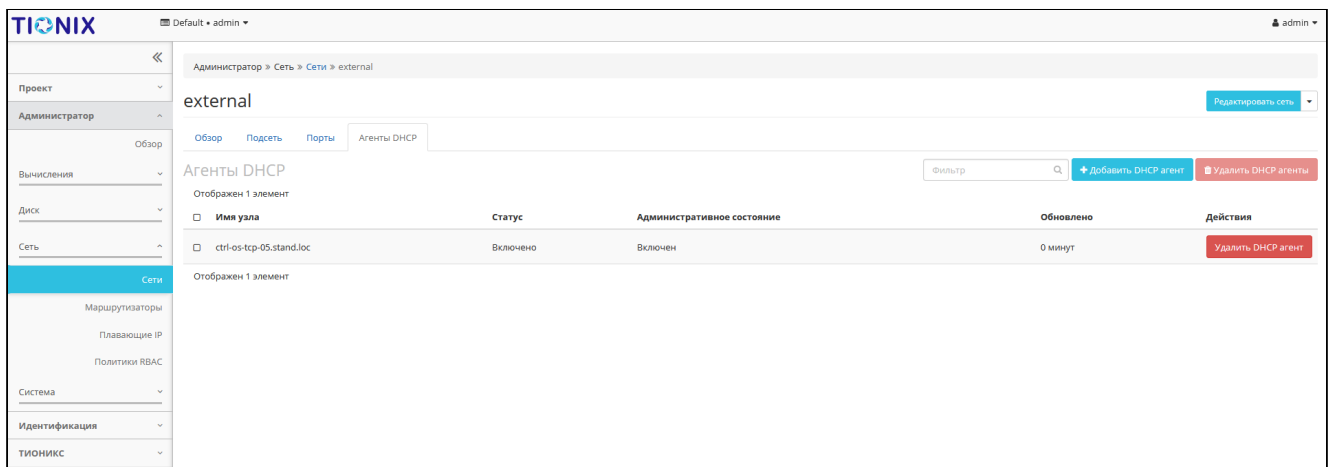 TIONIX
Default • admin
admin
Администратор » Сеть » Сети » external
Проект
Администратор
Обзор
Вычисления
Диск
Сеть
Сети
Маршрутизаторы
Плавающие IP
Политики RBAC
Система
Идентификация
ТИОНИКС
external
Редактировать сеть
Обзор Подсеть Порты Агенты DHCP
Агенты DHCP
Фильтр
Добавить DHCP агент
Удалить DHCP агенты
Отображен 1 элемент
Имя узла Статус Административное состояние Обновлено Действия
ctrl-os-tcp-05.stand.loc Включено Включен 0 минут Удалить DHCP агент
Отображен 1 элемент